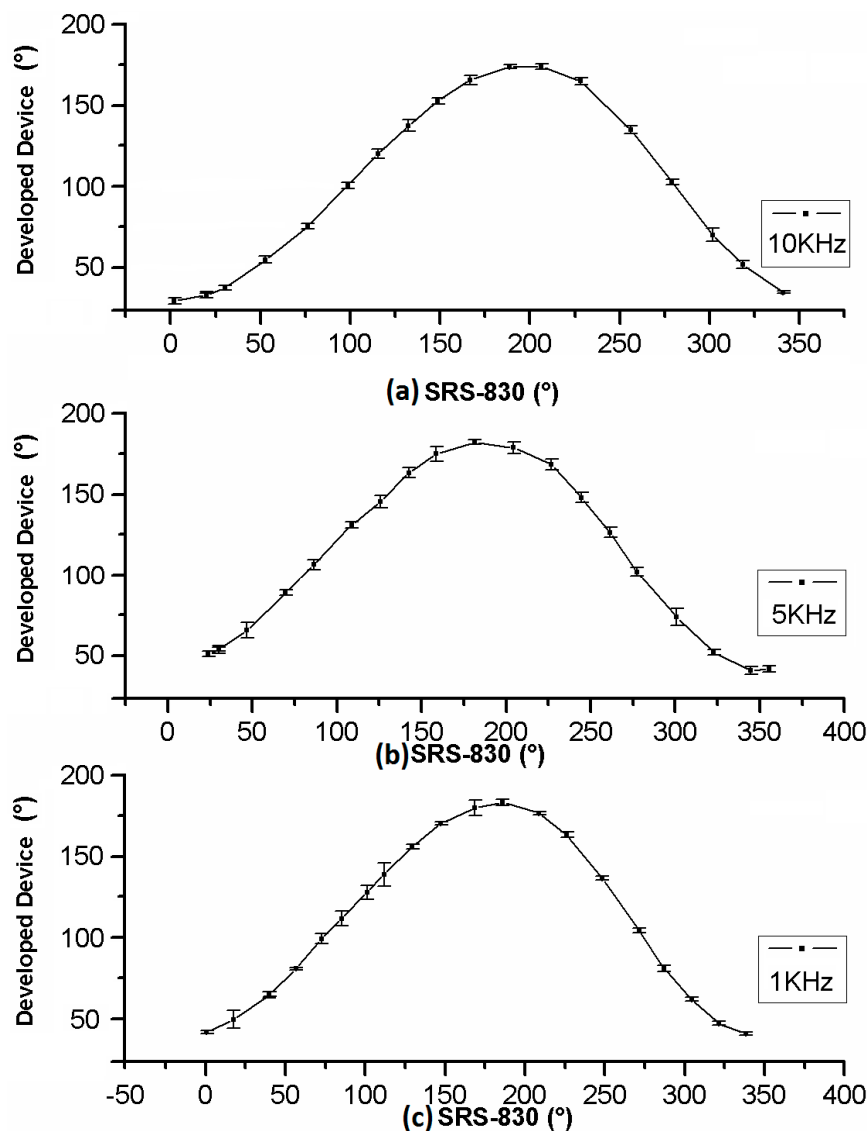 200
150
100
50
Developed Device (°)
10KHz
0 50 100 150 200 250 300 350
(a) SRS-830 (°)
200
150
100
50
Developed Device (°)
5KHz
0 50 100 150 200 250 300 350 400
(b) SRS-830 (°)
200
150
100
50
Developed Device (°)
1KHz
-50 0 50 100 150 200 250 300 350 400
(c) SRS-830 (°)